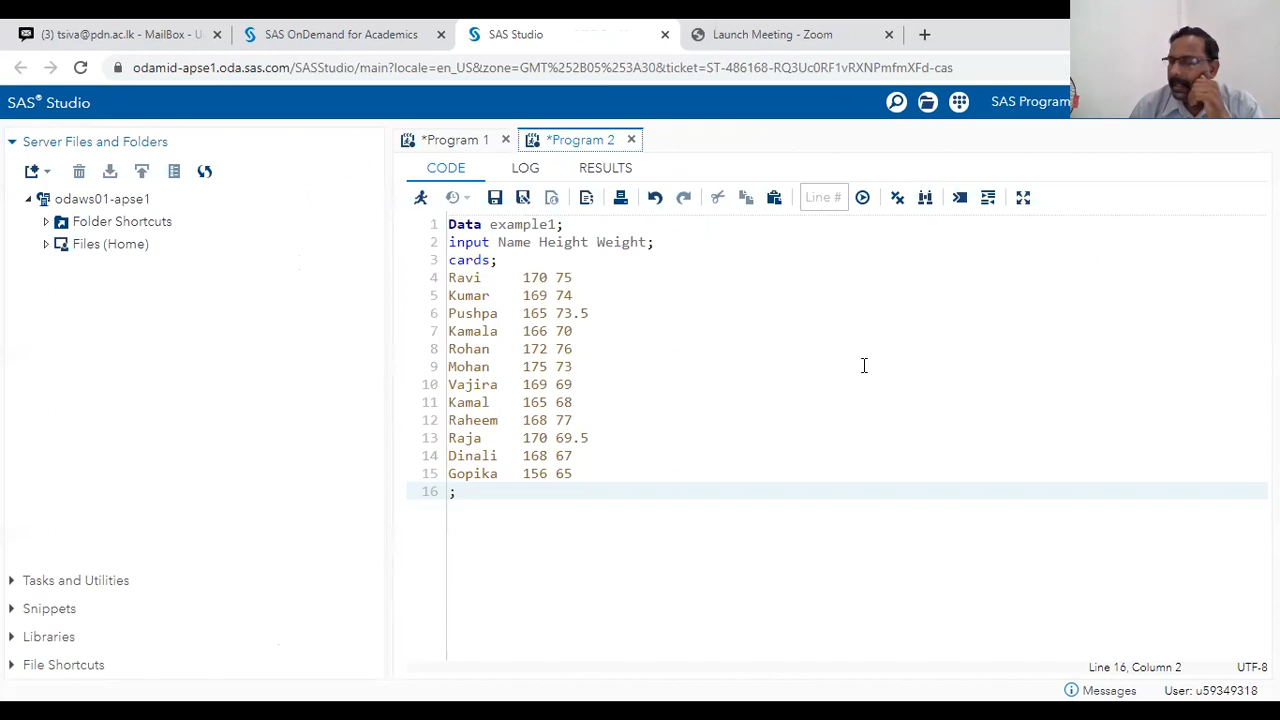 (3) tsiva@pdn.ac.lk - MailBox - U
SAS OnDemand for Academics
SAS Studio
Launch Meeting - Zoom
odamid-apse1.oda.sas.com/SASStudio/main?locale=en_US&zone=GMT%252B05%253A30&ticket=ST-486168-RQ3Uc0RF1vRXNPmfmXFd-cas
SAS® Studio
SAS Program
Server Files and Folders
odaws01-apse1
Folder Shortcuts
Files (Home)
Tasks and Utilities
Snippets
Libraries
File Shortcuts
*Program 1
*Program 2
CODE LOG RESULTS
Line #
1 Data example1;
2 input Name Height Weight;
3 cards;
4 Ravi 170 75
5 Kumar 169 74
6 Pushpa 165 73.5
7 Kamala 166 70
8 Rohan 172 76
9 Mohan 175 73
10 Vajira 169 69
11 Kamal 165 68
12 Raheem 168 77
13 Raja 170 69.5
14 Dinali 168 67
15 Gopika 156 65
16 ;
Line 16, Column 2 UTF-8
Messages User: u59349318